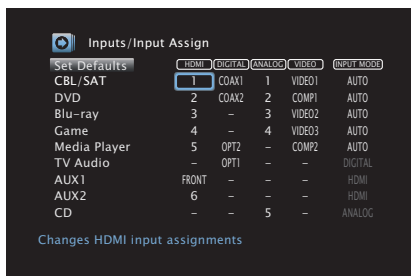 Inputs/Input Assign
Set Defaults HDMI DIGITAL ANALOG VIDEO INPUT MODE
CBL/SAT 1 COAX1 1 VIDEO1 AUTO
DVD 2 COAX2 2 COMP1 AUTO
Blu-ray 3 – 3 VIDEO2 AUTO
Game 4 – 4 VIDEO3 AUTO
Media Player 5 OPT2 – COMP2 AUTO
TV Audio – OPT1 – – DIGITAL
AUX1 FRONT – – – HDMI
AUX2 6 – – – HDMI
CD – – 5 – ANALOG
Changes HDMI input assignments